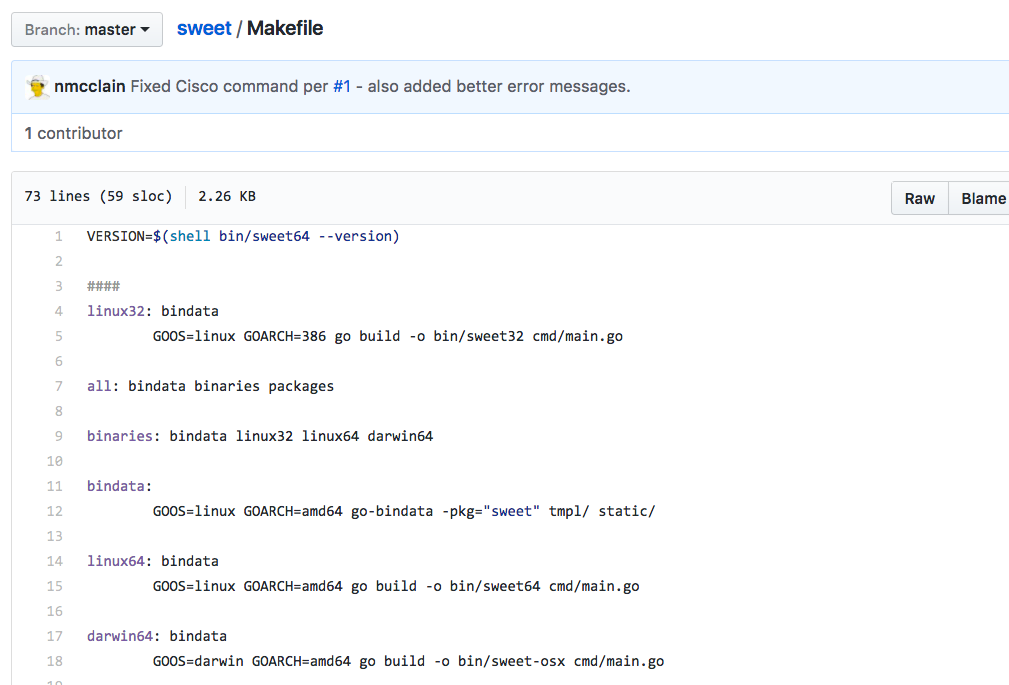 Branch: master sweet / Makefile
nmcclain Fixed Cisco command per #1 - also added better error messages.
1 contributor
73 lines (59 sloc) 2.26 KB Raw Blame
1 VERSION=$(shell bin/sweet64 --version)
2
3 ####
4 linux32: bindata
5 GOOS=linux GOARCH=386 go build -o bin/sweet32 cmd/main.go
6
7 all: bindata binaries packages
8
9 binaries: bindata linux32 linux64 darwin64
10
11 bindata:
12 GOOS=linux GOARCH=amd64 go-bindata -pkg="sweet" tmpl/ static/
13
14 linux64: bindata
15 GOOS=linux GOARCH=amd64 go build -o bin/sweet64 cmd/main.go
16
17 darwin64: bindata
18 GOOS=darwin GOARCH=amd64 go build -o bin/sweet-osx cmd/main.go